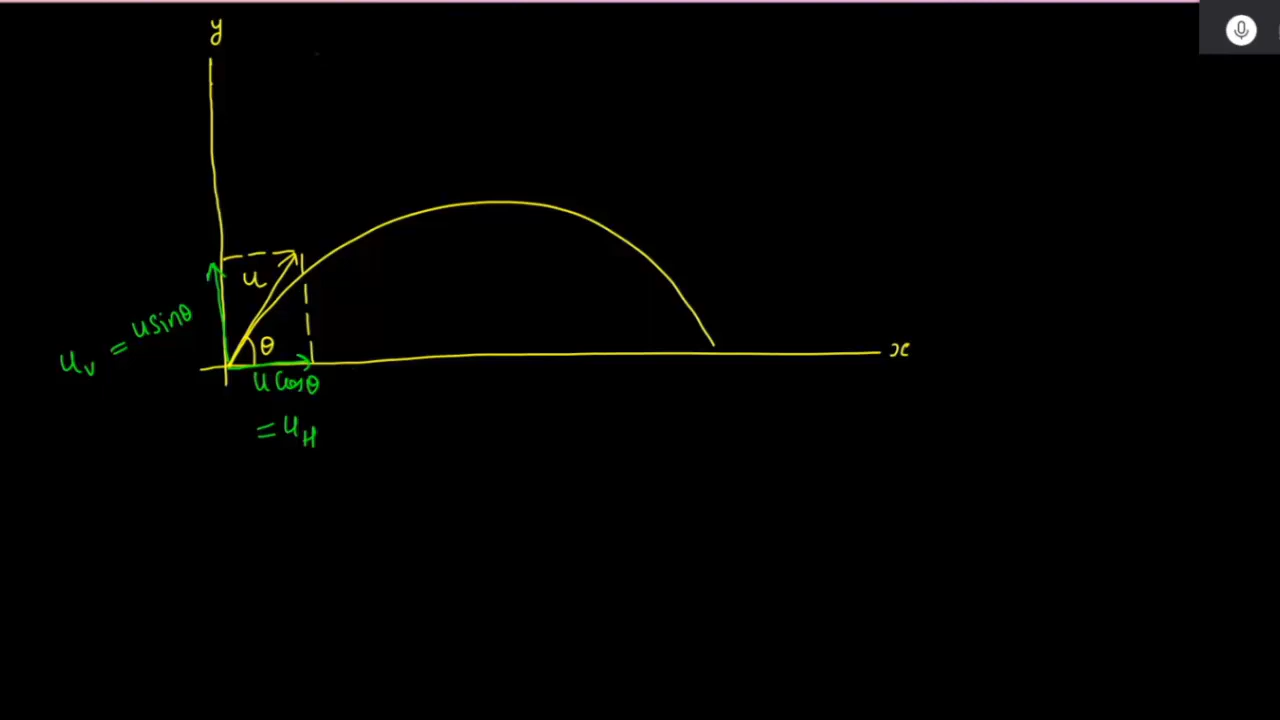 y
u
u_v = u sinθ
θ
x
u cosθ
= u_H